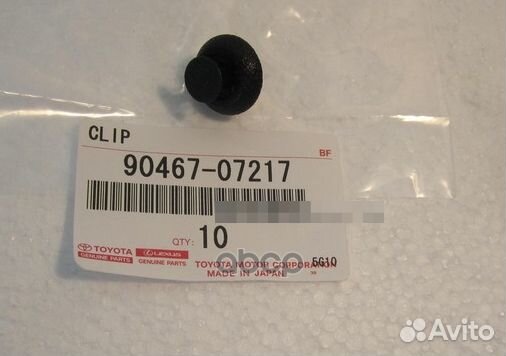 CLIP
BF
90467-07217
QTY: 10
TOYOTA LEXUS
GENUINE PARTS GENUINE PARTS
5G10
TOYOTA MOTOR CORPORATION
MADE IN JAPAN
Avito